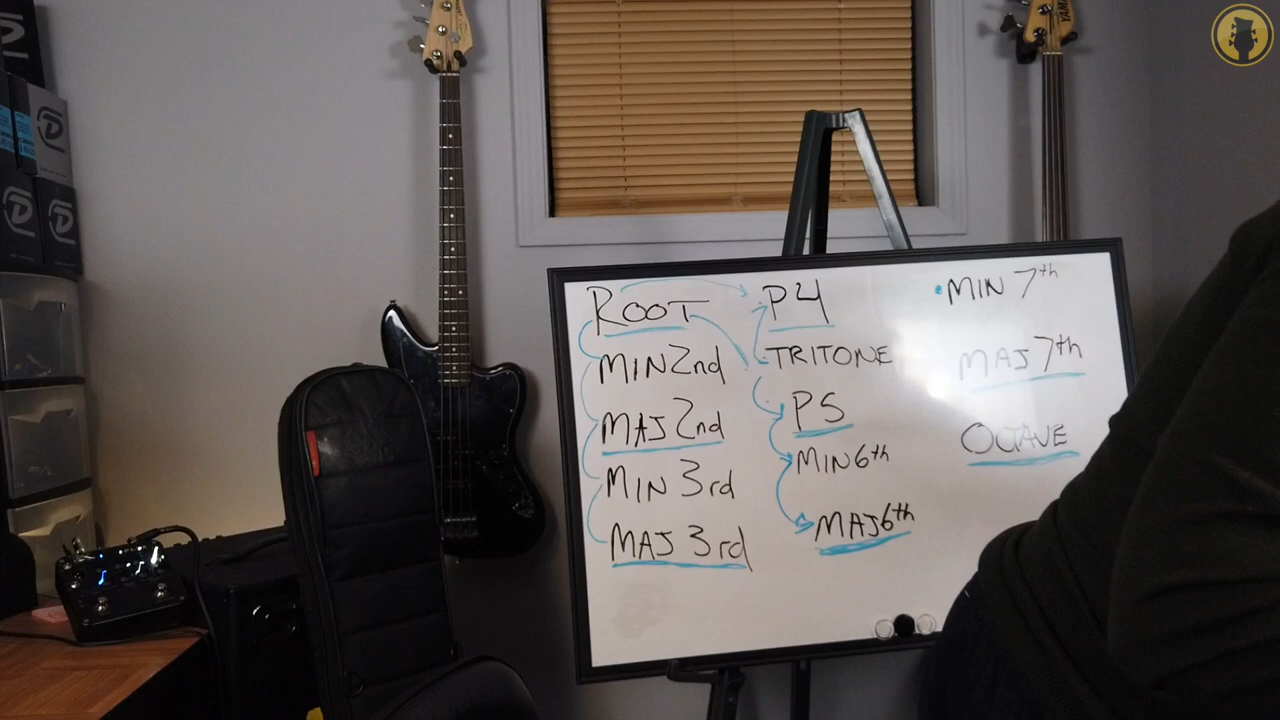 ROOT
MIN 2nd
MAJ 2nd
MIN 3rd
MAJ 3rd
P4
TRITONE
P5
MIN 6th
MAJ 6th
MIN 7th
MAJ 7th
OCTAVE